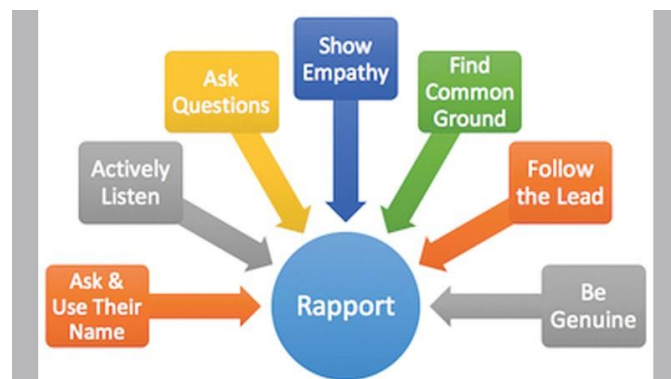 Show
Empathy
Ask
Questions
Find
Common
Ground
Actively
Listen
Follow
the Lead
Ask &
Use Their
Name
Rapport
Be
Genuine